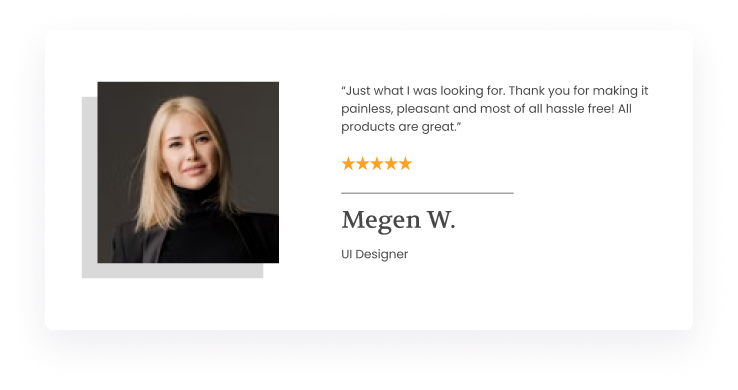 “Just what I was looking for. Thank you for making it
painless, pleasant and most of all hassle free! All
products are great.”
Megen W.
UI Designer